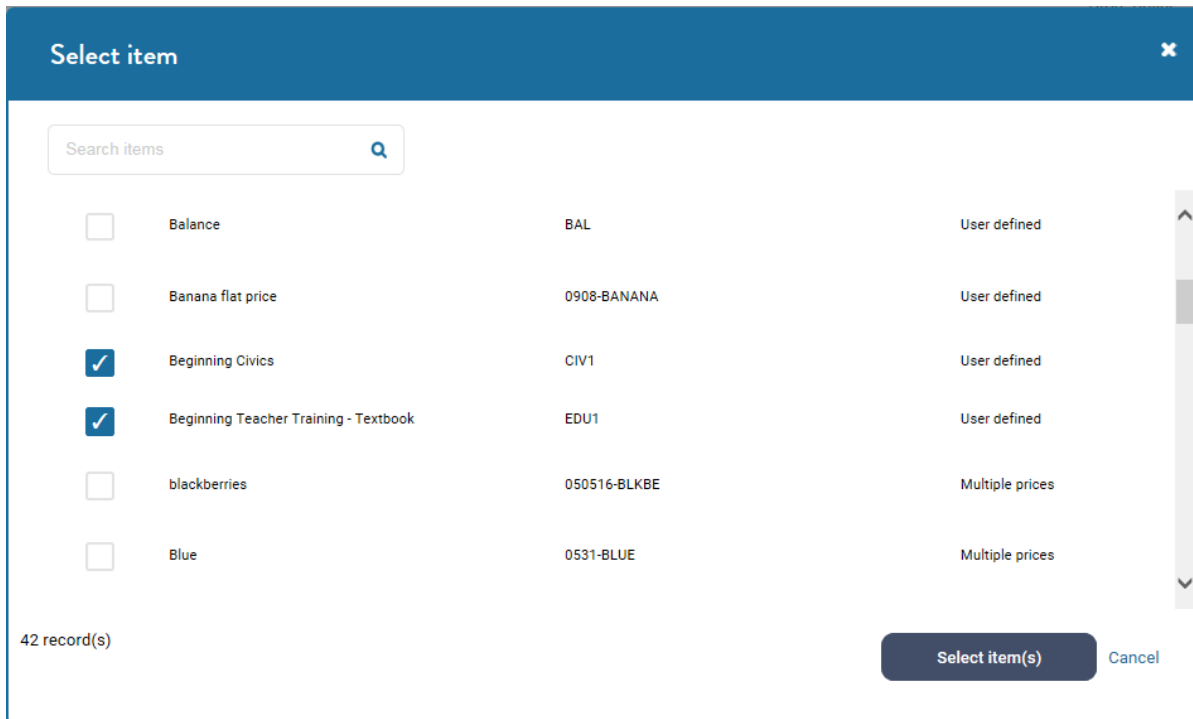 Select item
Search items
Balance BAL User defined
Banana flat price 0908-BANANA User defined
Beginning Civics CIV1 User defined
Beginning Teacher Training - Textbook EDU1 User defined
blackberries 050516-BLKBE Multiple prices
Blue 0531-BLUE Multiple prices
42 record(s)
Select item(s) Cancel